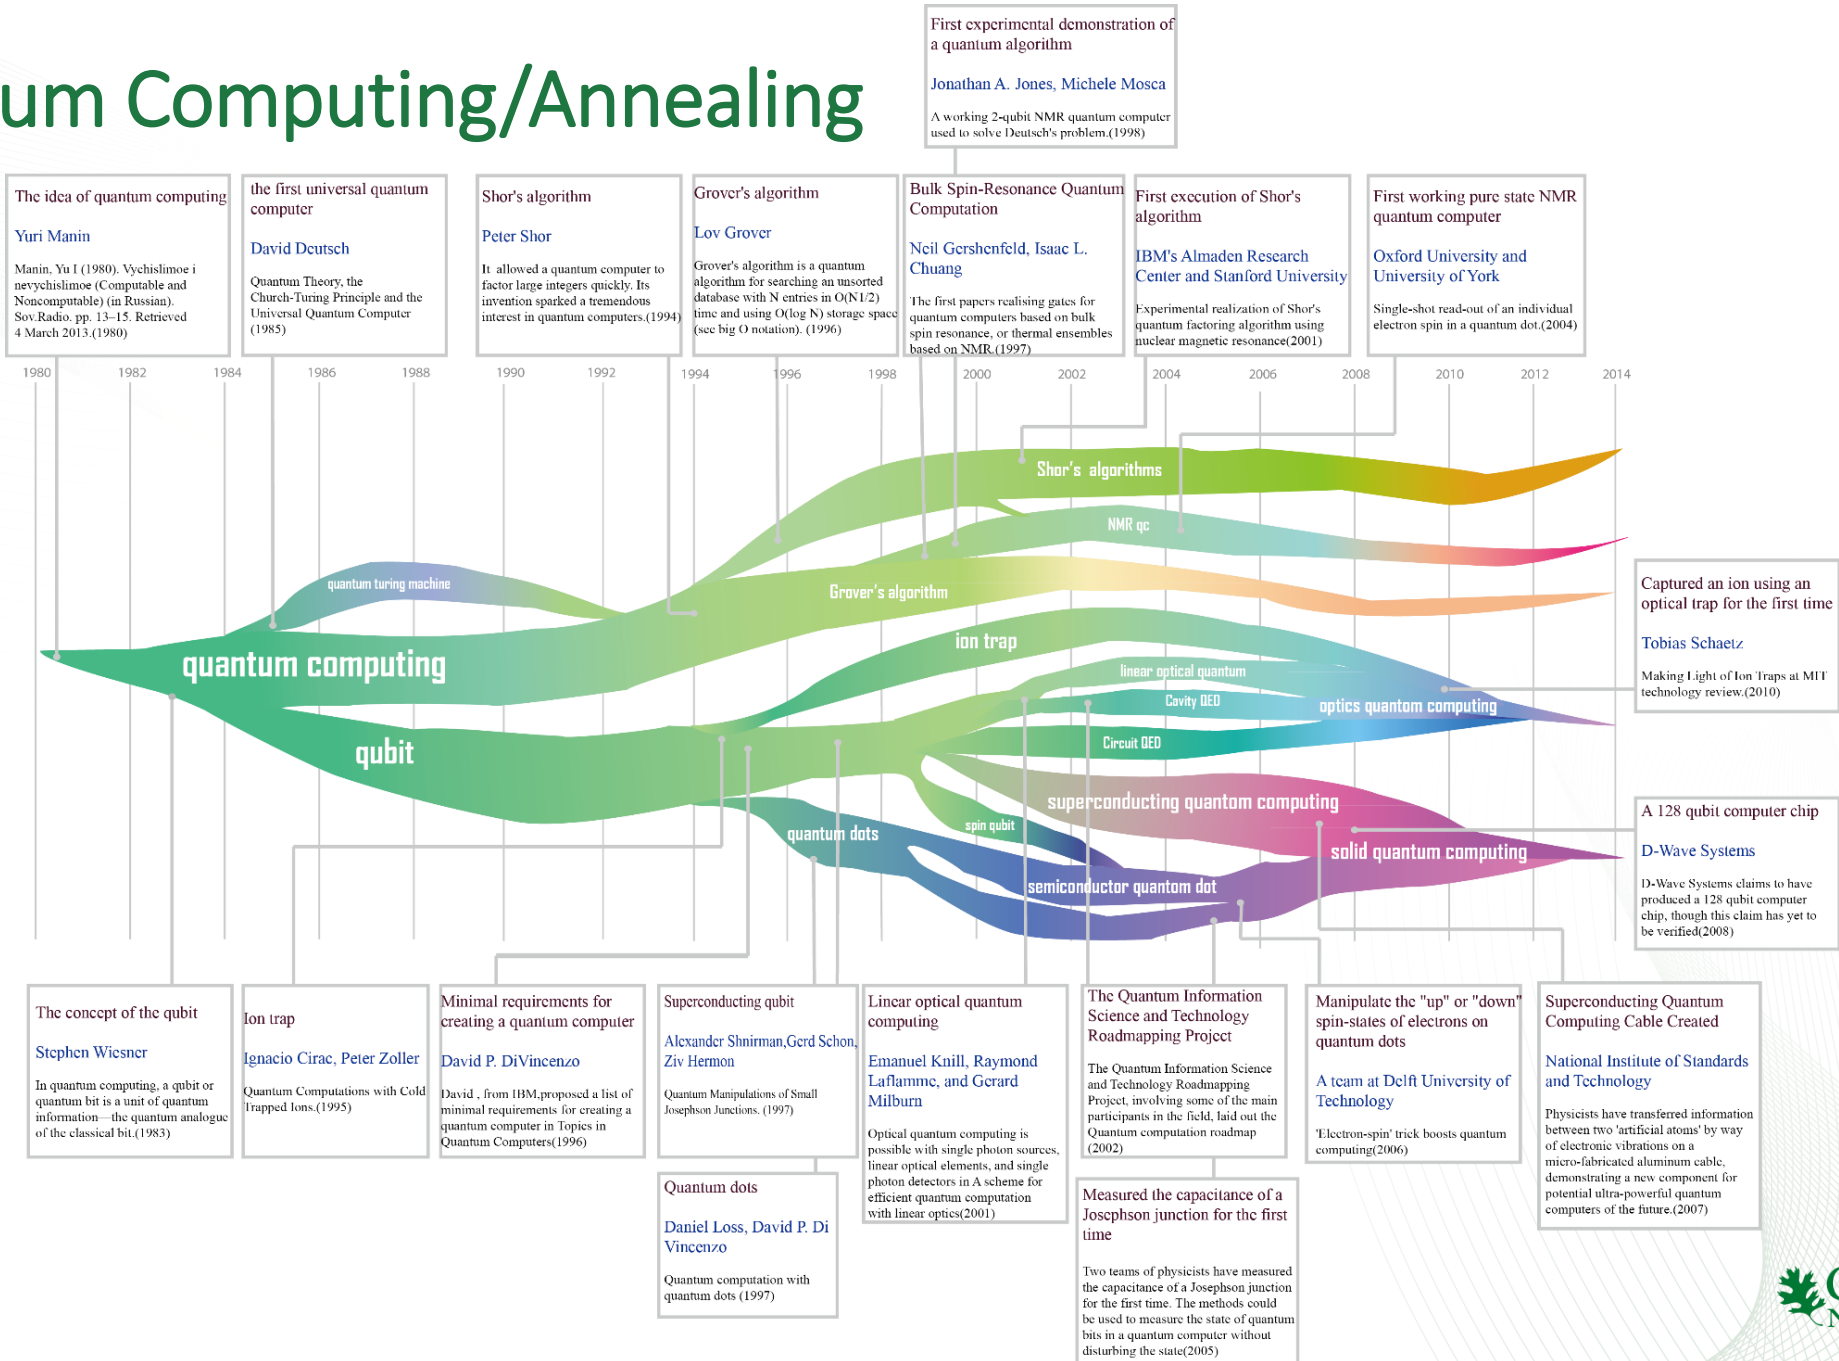 um Computing/Annealing
First experimental demonstration of
a quantum algorithm
Jonathan A. Jones, Michele Mosca
A working 2-qubit NMR quantum computer
used to solve Deutsch's problem.(1998)
The idea of quantum computing
Yuri Manin
Manin, Yu I (1980). Vychislimoe i
nevychislimoe (Computable and
Noncomputable) (in Russian).
Sov.Radio. pp. 13–15. Retrieved
4 March 2013.(1980)
the first universal quantum
computer
David Deutsch
Quantum Theory, the
Church-Turing Principle and the
Universal Quantum Computer
(1985)
Shor's algorithm
Peter Shor
It allowed a quantum computer to
factor large integers quickly. Its
invention sparked a tremendous
interest in quantum computers.(1994)
Grover's algorithm
Lov Grover
Grover's algorithm is a quantum
algorithm for searching an unsorted
database with N entries in O(N1/2)
time and using O(log N) storage space
(see big O notation). (1996)
Bulk Spin-Resonance Quantum
Computation
Neil Gershenfeld, Isaac L.
Chuang
The first papers realising gates for
quantum computers based on bulk
spin resonance, or thermal ensembles
based on NMR.(1997)
First execution of Shor's
algorithm
IBM's Almaden Research
Center and Stanford University
Experimental realization of Shor's
quantum factoring algorithm using
nuclear magnetic resonance(2001)
First working pure state NMR
quantum computer
Oxford University and
University of York
Single-shot read-out of an individual
electron spin in a quantum dot.(2004)
1980 1982 1984 1986 1988 1990 1992 1994 1996 1998 2000 2002 2004 2006 2008 2010 2012 2014
Shor's algorithms
NMR qc
quantum turing machine
Grover's algorithm
ion trap
quantum computing
linear optical quantum
Cavity QED
optics quantom computing
Circuit QED
qubit
superconducting quantom computing
spin qubit
quantum dots
solid quantum computing
semiconductor quantom dot
Captured an ion using an
optical trap for the first time
Tobias Schaetz
Making Light of Ion Traps at MIT
technology review.(2010)
A 128 qubit computer chip
D-Wave Systems
D-Wave Systems claims to have
produced a 128 qubit computer
chip, though this claim has yet to
be verified(2008)
The concept of the qubit
Stephen Wiesner
In quantum computing, a qubit or
quantum bit is a unit of quantum
information—the quantum analogue
of the classical bit.(1983)
Ion trap
Ignacio Cirac, Peter Zoller
Quantum Computations with Cold
Trapped Ions.(1995)
Minimal requirements for
creating a quantum computer
David P. DiVincenzo
David , from IBM,proposed a list of
minimal requirements for creating a
quantum computer in Topics in
Quantum Computers(1996)
Superconducting qubit
Alexander Shnirman,Gerd Schon,
Ziv Hermon
Quantum Manipulations of Small
Josephson Junctions. (1997)
Quantum dots
Daniel Loss, David P. Di
Vincenzo
Quantum computation with
quantum dots (1997)
Linear optical quantum
computing
Emanuel Knill, Raymond
Laflamme, and Gerard
Milburn
Optical quantum computing is
possible with single photon sources,
linear optical elements, and single
photon detectors in A scheme for
efficient quantum computation
with linear optics(2001)
The Quantum Information
Science and Technology
Roadmapping Project
The Quantum Information Science
and Technology Roadmapping
Project, involving some of the main
participants in the field, laid out the
Quantum computation roadmap
(2002)
Measured the capacitance of a
Josephson junction for the first
time
Two teams of physicists have measured
the capacitance of a Josephson junction
for the first time. The methods could
be used to measure the state of quantum
bits in a quantum computer without
disturbing the state(2005)
Manipulate the "up" or "down"
spin-states of electrons on
quantum dots
A team at Delft University of
Technology
'Electron-spin' trick boosts quantum
computing(2006)
Superconducting Quantum
Computing Cable Created
National Institute of Standards
and Technology
Physicists have transferred information
between two 'artificial atoms' by way
of electronic vibrations on a
micro-fabricated aluminum cable,
demonstrating a new component for
potential ultra-powerful quantum
computers of the future.(2007)